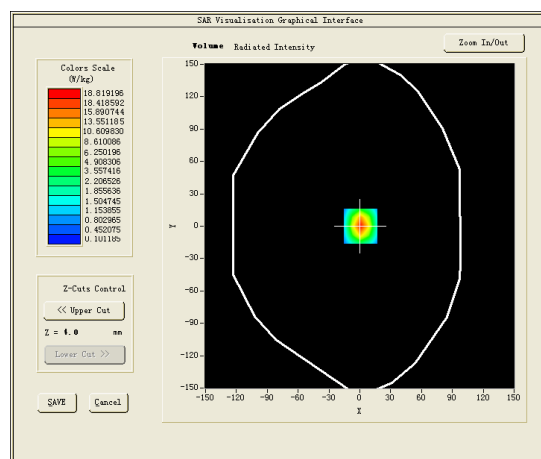 SAR Visualisation Graphical Interface
Volume Radiated Intensity
Zoom In/Out
Colors Scale
(W/kg)
18.819196
18.418592
15.890744
13.551185
10.609830
8.610086
6.250196
4.908306
3.557416
2.206526
1.855636
1.504745
1.153855
0.802965
0.452075
0.101185
150
120
90
60
30
0
-30
-60
-90
-120
-150
Y
-150 -120 -90 -60 -30 0 30 60 90 120 150
X
Z-Cuts Control
<< Upper Cut
Z = 4.0 mm
Lower Cut >>
SAVE Cancel